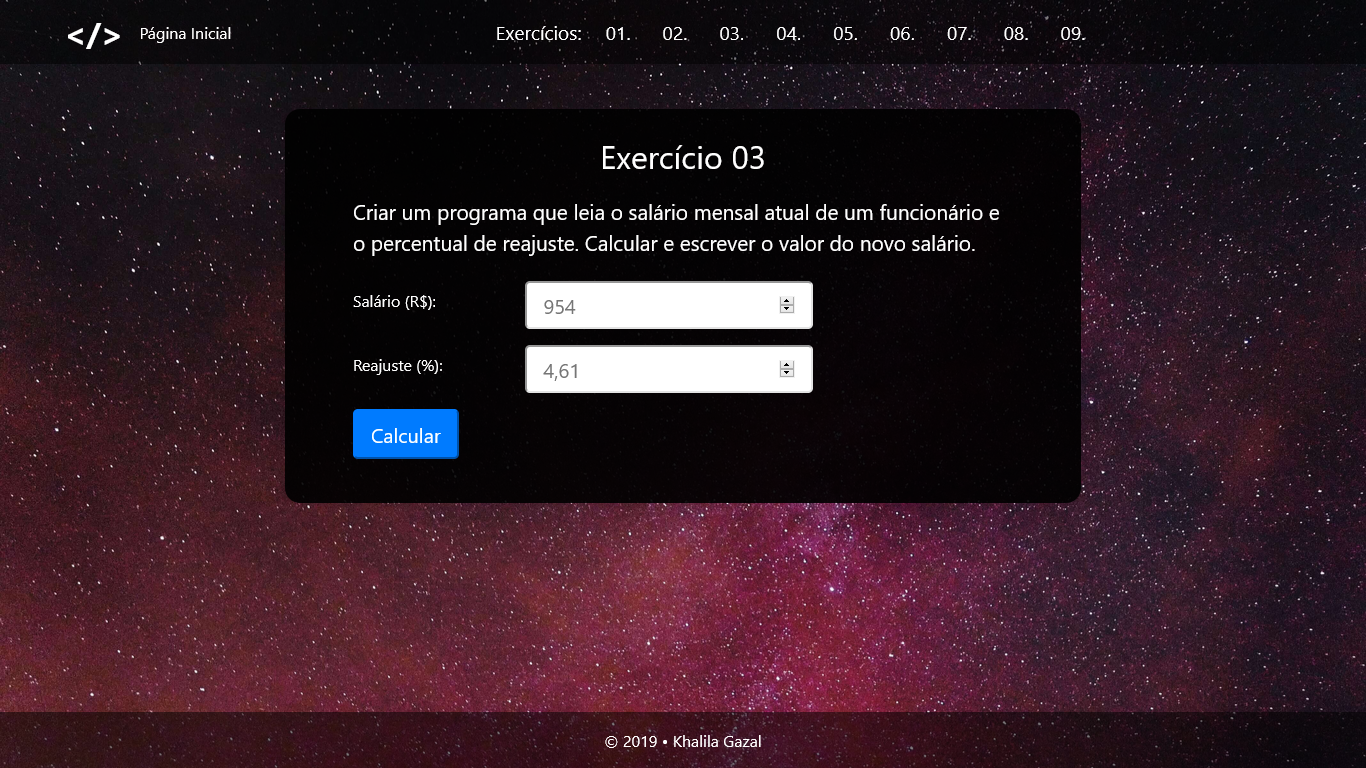 </> Página Inicial Exercícios: 01. 02. 03. 04. 05. 06. 07. 08. 09.
Exercício 03
Criar um programa que leia o salário mensal atual de um funcionário e
o percentual de reajuste. Calcular e escrever o valor do novo salário.
Salário (R$): 954
Reajuste (%): 4,61
Calcular
© 2019 • Khalila Gazal